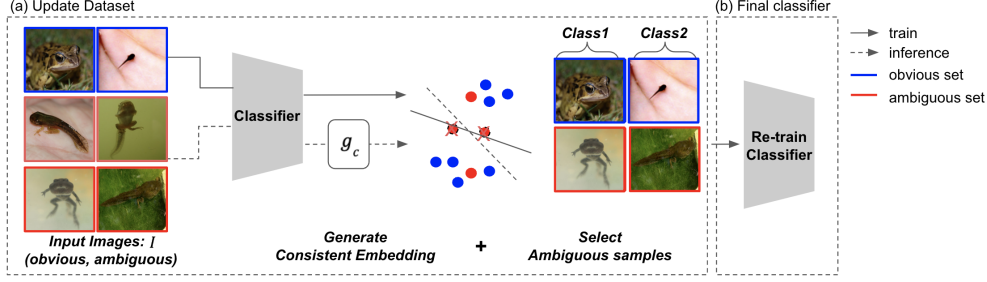 (a) Update Dataset
(b) Final classifier
Class1
Class2
train
inference
obvious set
ambiguous set
Classifier
g_c
Re-train
Classifier
Input Images: I
(obvious, ambiguous)
Generate
Consistent Embedding
+
Select
Ambiguous samples